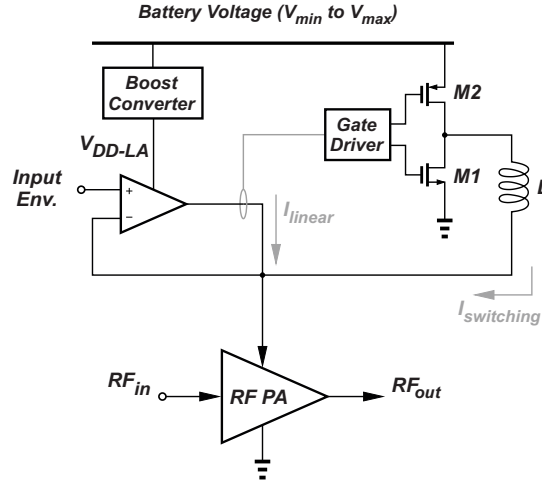 Battery Voltage (Vmin to Vmax)
Boost
Converter
M2
Gate
Driver
VDD-LA
M1
Input
Env.
+
−
L
Ilinear
Iswitching
RFin
RF PA
RFout